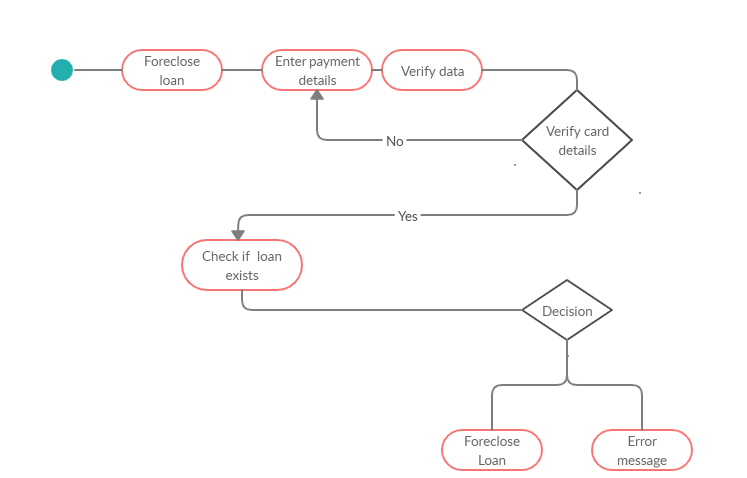 Foreclose
loan
Enter payment
details
Verify data
Verify card
details
No
Yes
Check if  loan
exists
Decision
Foreclose
Loan
Error
message